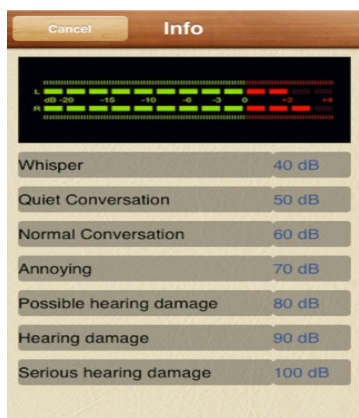 Cancel
Info
L
dB -20 -15 -10 -6 -3 0 +2 +4
R
Whisper 40 dB
Quiet Conversation 50 dB
Normal Conversation 60 dB
Annoying 70 dB
Possible hearing damage 80 dB
Hearing damage 90 dB
Serious hearing damage 100 dB